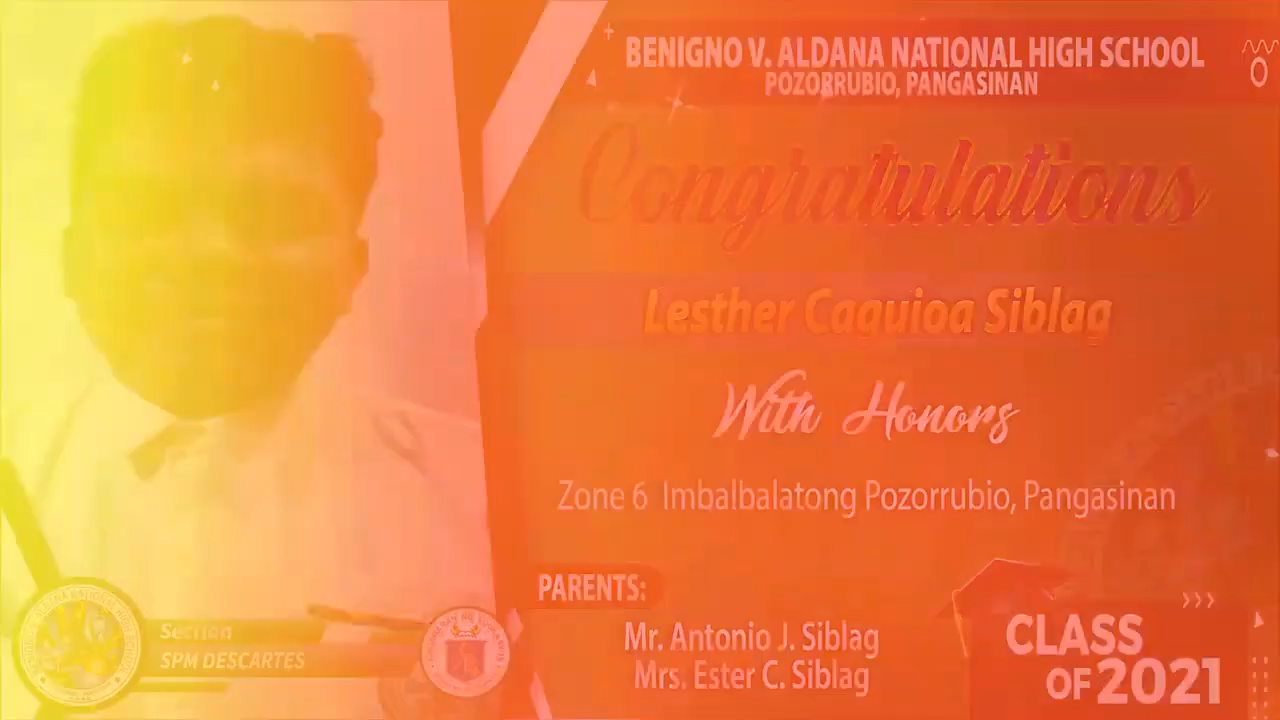 BENIGNO V. ALDANA NATIONAL HIGH SCHOOL
POZORRUBIO, PANGASINAN
Congratulations
Lesther Caguioa Siblag
With Honors
Zone 6 Imbalbalatong Pozorrubio, Pangasinan
PARENTS:
Mr. Antonio J. Siblag
Mrs. Ester C. Siblag
Section
SPM DESCARTES
CLASS
OF 2021